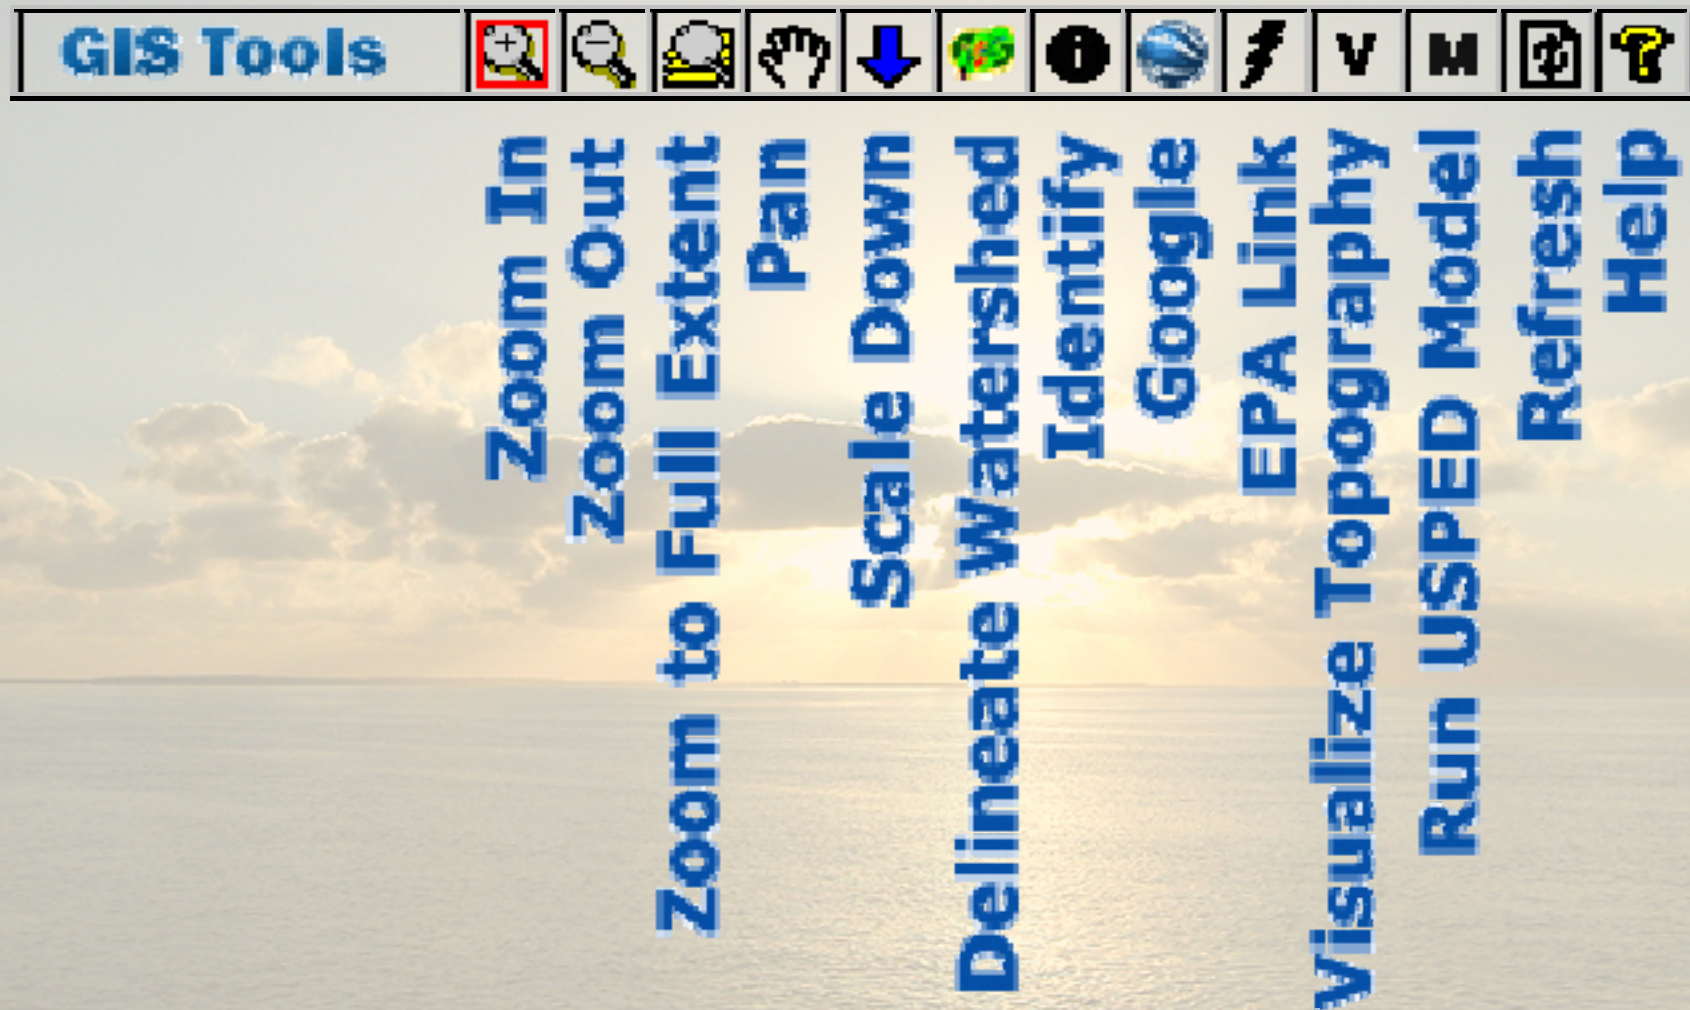 GIS Tools
V
M
Zoom In
Zoom Out
Zoom to Full Extent
Pan
Scale Down
Delineate Watershed
Identify
Google
EPA Link
Visualize Topography
Run USPED Model
Refresh
Help